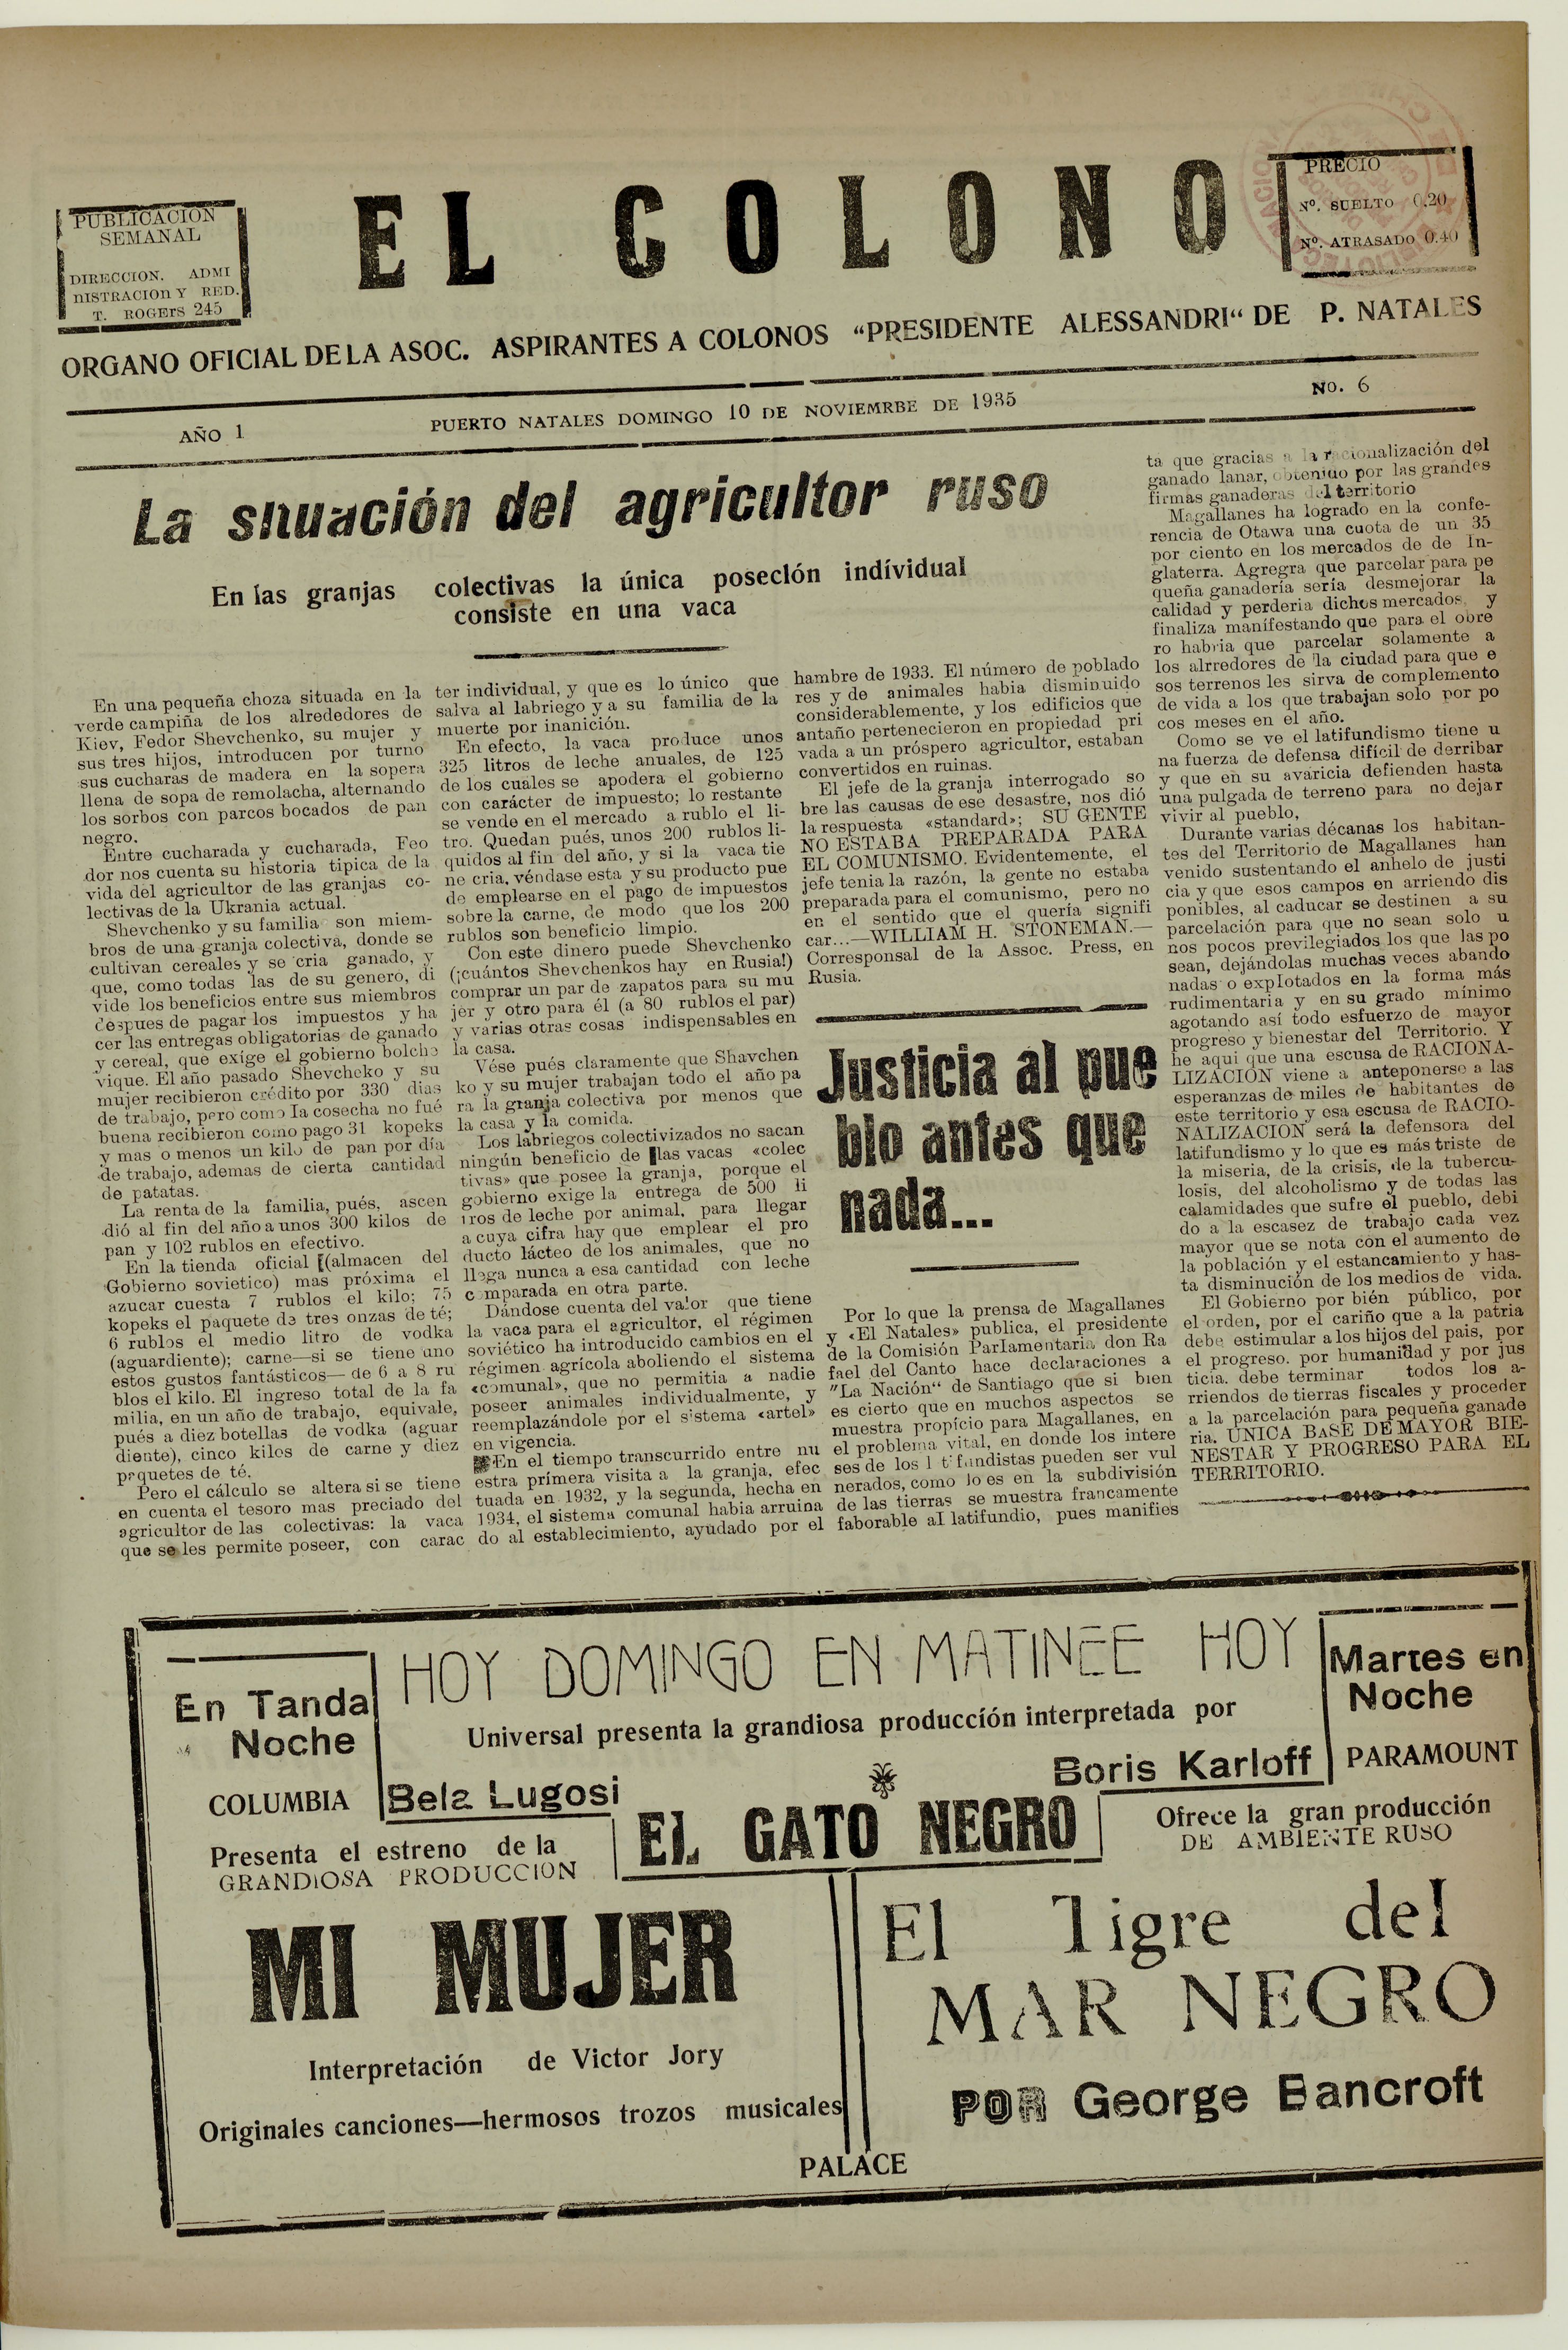 PUBLICACION
SEMANAL
DIRECCION. ADMI
nISTRACION Y RED.
T. ROGERS 245
EL COLONO
PRECIO
Nº. SUELTO 0.20
Nº. ATRASADO 0.40
ORGANO OFICIAL DE LA ASOC. ASPIRANTES A COLONOS "PRESIDENTE ALESSANDRI" DE P. NATALES
AÑO 1
PUERTO NATALES DOMINGO 10 DE NOVIEMRBE DE 1935
NO. 6
La situación del agricultor ruso
En las granjas colectivas la única poseclón indívidual
consiste en una vaca
En una pequeña choza situada en la
verde campiña de los alrededores de
Kiev, Fedor Shevchenko, su mujer y
sus tres hijos, introducen por turno
sus cucharas de madera en la sopera
llena de sopa de remolacha, alternando
los sorbos con parcos bocados de pan
negro.
Entre cucharada y cucharada, Feo
dor nos cuenta su historia tipica de la
vida del agricultor de las granjas co-
lectivas de la Ukrania actual.
Shevchenko y su familia son miem-
bros de una granja colectiva, donde se
cultivan cereales y se cria ganado, y
que, como todas las de su genero, di
vide los beneficios entre sus miembros
despues de pagar los impuestos y ha
cer las entregas obligatorias de ganado
y cereal, que exige el gobierno bolche
vique. El año pasado Shevcheko y su
mujer recibieron crédito por 330 dias
de trabajo, pero como la cosecha no fué
buena recibieron como pago 31 kopeks
y mas o menos un kilo de pan por día
de trabajo, ademas de cierta cantidad
de patatas.
La renta de la familia, pués, ascen
dió al fin del año a unos 300 kilos de
pan y 102 rublos en efectivo.
En la tienda oficial [(almacen del
Gobierno sovietico) mas próxima el
azucar cuesta 7 rublos el kilo; 75
kopeks el paquete de tres onzas de té;
6 rublos el medio litro de vodka
(aguardiente); carne—si se tiene uno
estos gustos fantásticos— de 6 a 8 ru
blos el kilo. El ingreso total de la fa
milia, en un año de trabajo, equivale,
pués a diez botellas de vodka (aguar
diente), cinco kilos de carne y diez
paquetes de té.
Pero el cálculo se altera si se tiene
en cuenta el tesoro mas preciado del
agricultor de las colectivas: la vaca
que se les permite poseer, con carac
ter individual, y que es lo único que
salva al labriego y a su familia de la
muerte por inanición.
En efecto, la vaca produce unos
325 litros de leche anuales, de 125
de los cuales se apodera el gobierno
con carácter de impuesto; lo restante
se vende en el mercado a rublo el li-
tro. Quedan pués, unos 200 rublos li-
quidos al fin del año, y si la vaca tie
ne cria, véndase esta y su producto pue
de emplearse en el pago de impuestos
sobre la carne, de modo que los 200
rublos son beneficio limpio.
Con este dinero puede Shevchenko
(¡cuántos Shevchenkos hay en Rusia!)
comprar un par de zapatos para su mu
jer y otro para él (a 80 rublos el par)
y varias otras cosas indispensables en
la casa.
Vése pués claramente que Shavchen
ko y su mujer trabajan todo el año pa
ra la granja colectiva por menos que
la casa y la comida.
Los labriegos colectivizados no sacan
ningún beneficio de las vacas «colec
tivas» que posee la granja, porque el
gobierno exige la entrega de 500 li
tros de leche por animal, para llegar
a cuya cifra hay que emplear el pro
ducto lácteo de los animales, que no
llega nunca a esa cantidad con leche
c mparada en otra parte.
Dándose cuenta del valor que tiene
la vaca para el agricultor, el régimen
soviético ha introducido cambios en el
régimen agrícola aboliendo el sistema
«comunal», que no permitia a nadie
poseer animales individualmente, y
reemplazándole por el sistema «artel»
en vigencia.
En el tiempo transcurrido entre nu
estra prímera visita a la granja, efec
tuada en 1932, y la segunda, hecha en
1934, el sistema comunal habia arruina
do al establecimiento, ayudado por el
hambre de 1933. El número de poblado
res y de animales habia disminuido
considerablemente, y los edificios que
antaño pertenecieron en propiedad pri
vada a un próspero agricultor, estaban
convertidos en ruinas.
El jefe de la granja interrogado so
bre las causas de ese desastre, nos dió
la respuesta «standard»; SU GENTE
NO ESTABA PREPARADA PARA
EL COMUNISMO. Evidentemente, el
jefe tenia la razón, la gente no estaba
preparada para el comunismo, pero no
en el sentido que el quería signifi
car...—WILLIAM H. STONEMAN.—
Corresponsal de la Assoc. Press, en
Rusia.
Justicia al pue
blo antes que
nada...
Por lo que la prensa de Magallanes
y «El Natales» publica, el presidente
de la Comisión Parlamentaria don Ra
fael del Canto hace declaraciones a
"La Nación" de Santiago que si bien
es cierto que en muchos aspectos se
muestra propício para Magallanes, en
el problema vital, en donde los intere
ses de los l t fundistas pueden ser vul
nerados, como lo es en la subdivisión
de las tierras se muestra francamente
faborable al latifundio, pues manifies
ta que gracias a la racionalización del
ganado lanar, obtenido por las grandes
firmas ganaderas del territorio
Magallanes ha logrado en la confe-
rencia de Otawa una cuota de un 35
por ciento en los mercados de de In-
glaterra. Agregra que parcelar para pe
queña ganadería sería desmejorar la
calidad y perderia dichos mercados, y
finaliza manífestando que para el obre
ro habria que parcelar solamente a
los alrredores de la ciudad para que e
sos terrenos les sirva de complemento
de vida a los que trabajan solo por po
cos meses en el año.
Como se ve el latifundismo tiene u
na fuerza de defensa difícil de derribar
y que en su avaricia defienden hasta
una pulgada de terreno para no dejar
vivir al pueblo,
Durante varias décanas los habitan-
tes del Territorio de Magallanes han
venido sustentando el anhelo de justi
cia y que esos campos en arriendo dis
ponibles, al caducar se destinen a su
parcelación para que no sean solo u
nos pocos previlegiados los que las po
sean, dejándolas muchas veces abando
nadas o explotados en la forma más
rudimentaria y en su grado mínimo
agotando así todo esfuerzo de mayor
progreso y bienestar del Territorio. Y
he aqui que una escusa de RACIONA-
LIZACION viene a anteponerse a las
esperanzas de miles de habitantes de
este territorio y esa escusa de RACIO-
NALIZACION será la defensora del
latifundismo y lo que es más triste de
la miseria, de la crisis, de la tubercu-
losis, del alcoholismo y de todas las
calamidades que sufre el pueblo, debi
do a la escasez de trabajo cada vez
mayor que se nota con el aumento de
la población y el estancamiento y has-
ta disminución de los medios de vida.
El Gobierno por bién público, por
el orden, por el cariño que a la patria
debe estimular a los hijos del pais, por
el progreso. por humanidad y por jus
ticia. debe terminar todos los a-
rriendos de tierras fiscales y proceder
a la parcelación para pequeña ganade
ria. UNICA BASE DE MAYOR BIE-
NESTAR Y PROGRESO PARA EL
TERRITORIO.
En Tanda
Noche
COLUMBIA
Presenta el estreno de la
GRANDIOSA PRODUCCION
MI MUJER
Interpretación de Victor Jory
Originales canciones—hermosos trozos musicales
HOY DOMINGO EN MATINEE HOY
Universal presenta la grandiosa produccíón interpretada por
Bela Lugosi
Boris Karloff
EL GATO NEGRO
Martes en
Noche
PARAMOUNT
Ofrece la gran producción
DE AMBIENTE RUSO
El Tigre del
MAR NEGRO
POR George Bancroft
PALACE